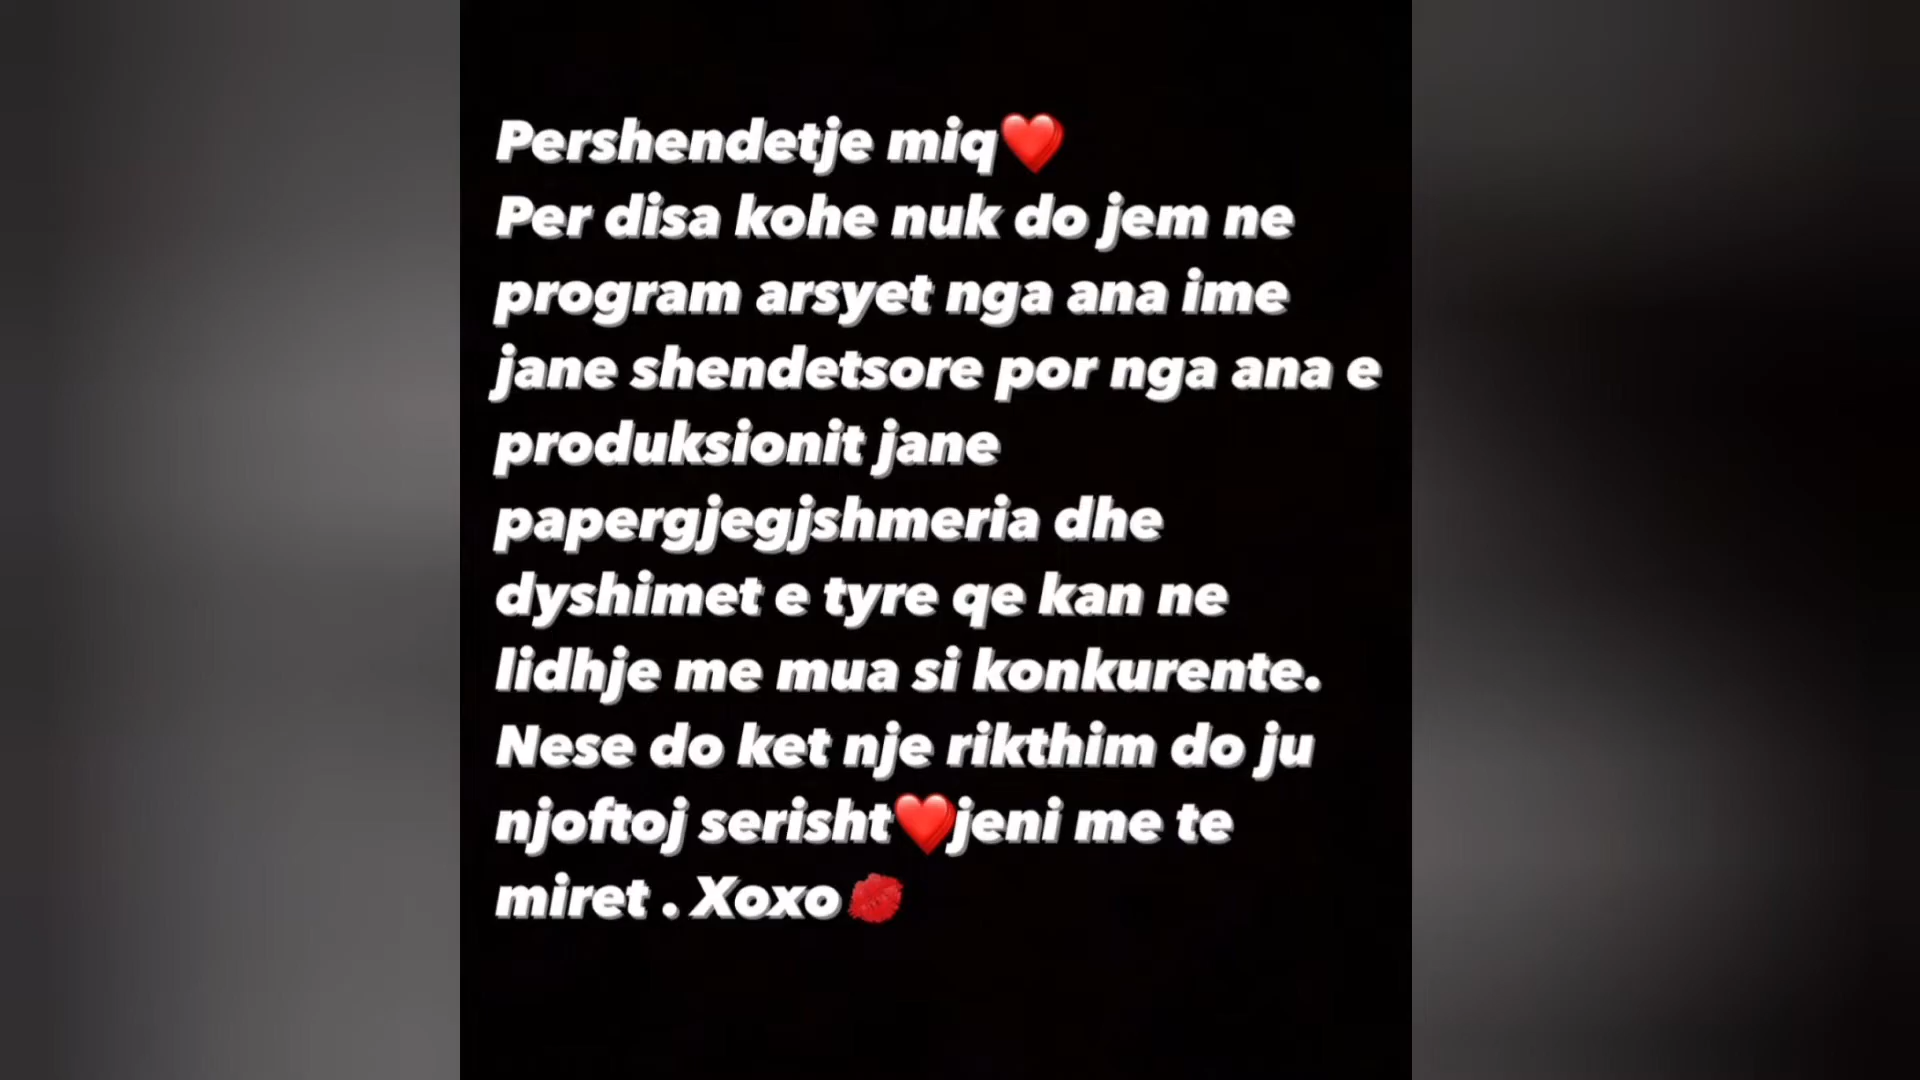 Pershendetje miq❤️
Per disa kohe nuk do jem ne
program arsyet nga ana ime
jane shendetsore por nga ana e
produksionit jane
papergjegjshmeria dhe
dyshimet e tyre qe kan ne
lidhje me mua si konkurente.
Nese do ket nje rikthim do ju
njoftoj serisht❤️jeni me te
miret . Xoxo💋